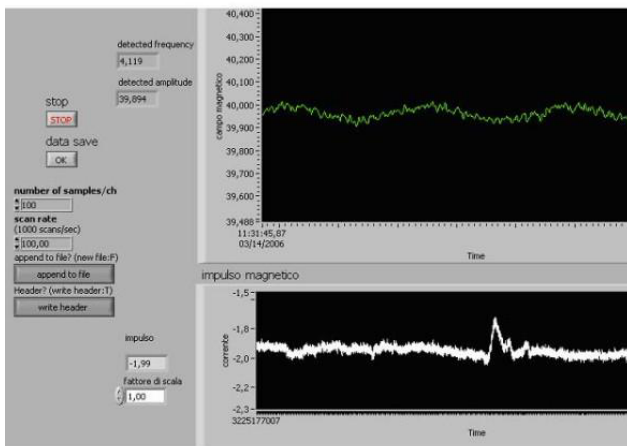 detected frequency
4,119
detected amplitude
39,894
stop
STOP
data save
OK
number of samples/ch
100
scan rate
(1000 scans/sec)
100,00
append to file? (new file:F)
append to file
Header? (write header:T)
write header
impulso
-1,99
fattore di scala
1,00
campo magnetico
40,400
40,300
40,200
40,100
40,000
39,900
39,800
39,700
39,600
39,488
11:31:45,87
03/14/2006
Time
impulso magnetico
corrente
-1,5
-1,8
-2,0
-2,2
-2,3
3225177007
Time